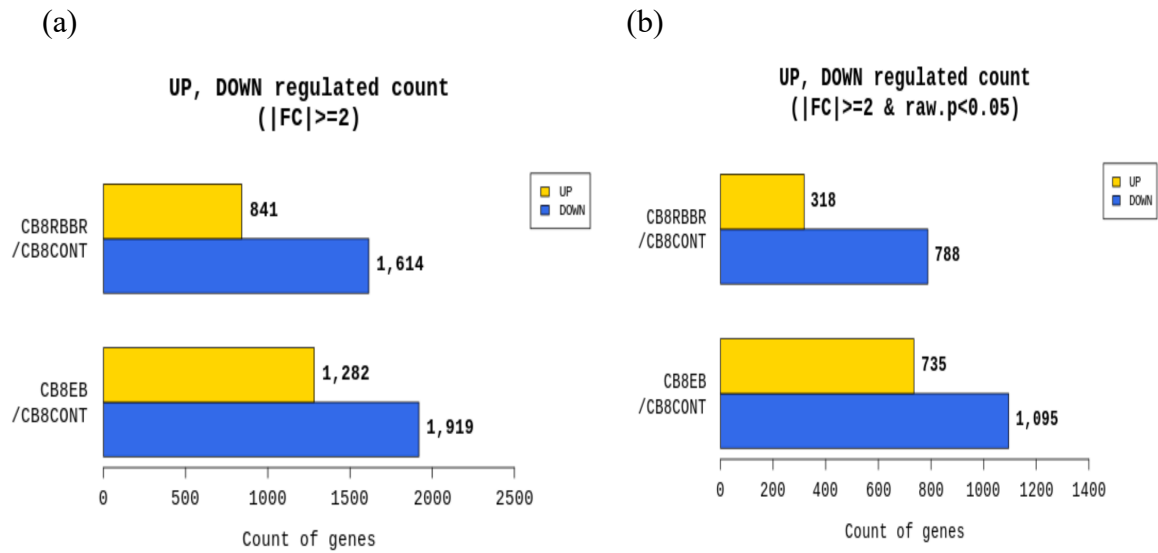 (a)
UP, DOWN regulated count
(|FC|>=2)
UP
DOWN
CB8RBBR
/CB8CONT
841
1,614
CB8EB
/CB8CONT
1,282
1,919
0 500 1000 1500 2000 2500
Count of genes
(b)
UP, DOWN regulated count
(|FC|>=2 & raw.p<0.05)
UP
DOWN
CB8RBBR
/CB8CONT
318
788
CB8EB
/CB8CONT
735
1,095
0 200 400 600 800 1000 1200 1400
Count of genes